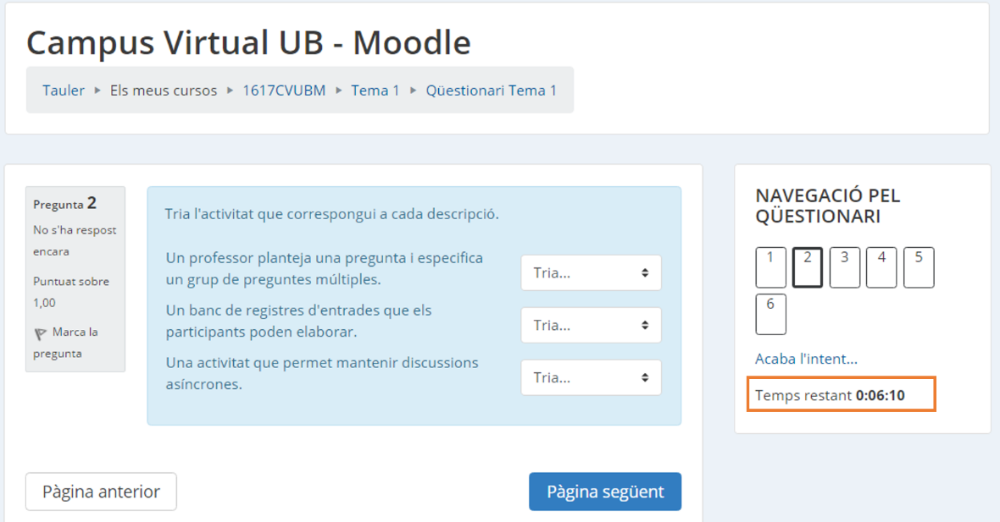 Campus Virtual UB - Moodle
Tauler ▸ Els meus cursos ▸ 1617CVUBM ▸ Tema 1 ▸ Qüestionari Tema 1
Pregunta 2
No s'ha respost
encara
Puntuat sobre
1,00
Marca la
pregunta
Tria l'activitat que correspongui a cada descripció.
Un professor planteja una pregunta i especifica
un grup de preguntes múltiples.
Tria...
Un banc de registres d'entrades que els
participants poden elaborar.
Tria...
Una activitat que permet mantenir discussions
asíncrones.
Tria...
Pàgina anterior
Pàgina següent
NAVEGACIÓ PEL
QÜESTIONARI
1 2 3 4 5
6
Acaba l'intent...
Temps restant 0:06:10